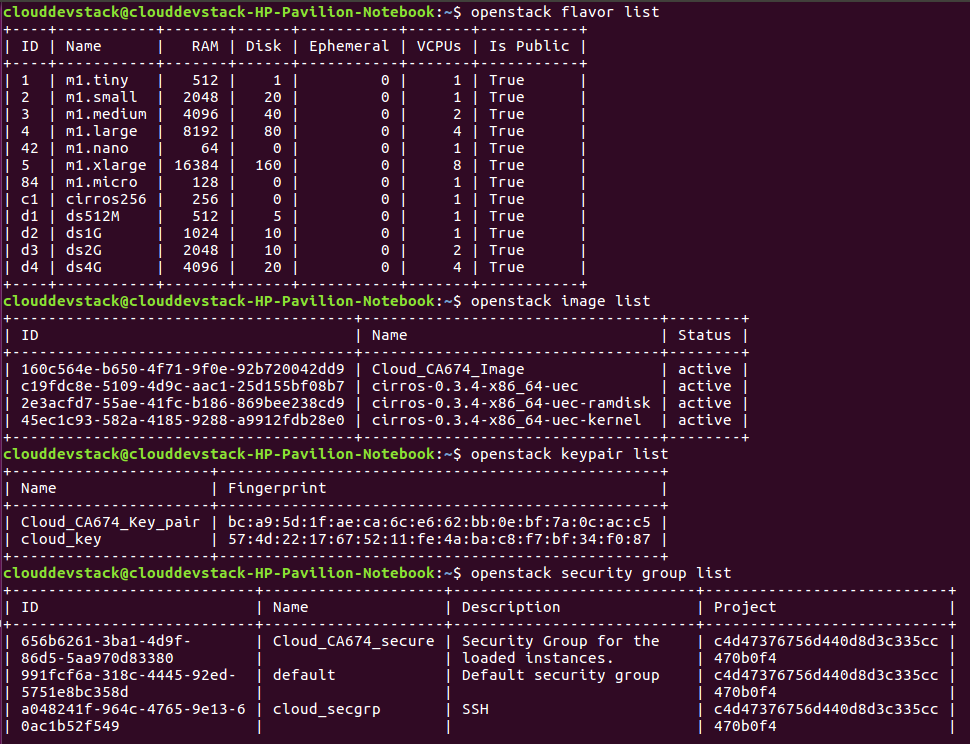 clouddevstack@clouddevstack-HP-Pavilion-Notebook:~$ openstack flavor list
+----+-----------+-------+------+-----------+-------+-----------+
| ID | Name      |   RAM | Disk | Ephemeral | VCPUs | Is Public |
+----+-----------+-------+------+-----------+-------+-----------+
| 1  | m1.tiny   |   512 |    1 |         0 |     1 | True      |
| 2  | m1.small  |  2048 |   20 |         0 |     1 | True      |
| 3  | m1.medium |  4096 |   40 |         0 |     2 | True      |
| 4  | m1.large  |  8192 |   80 |         0 |     4 | True      |
| 42 | m1.nano   |    64 |    0 |         0 |     1 | True      |
| 5  | m1.xlarge | 16384 |  160 |         0 |     8 | True      |
| 84 | m1.micro  |   128 |    0 |         0 |     1 | True      |
| c1 | cirros256 |   256 |    0 |         0 |     1 | True      |
| d1 | ds512M    |   512 |    5 |         0 |     1 | True      |
| d2 | ds1G      |  1024 |   10 |         0 |     1 | True      |
| d3 | ds2G      |  2048 |   10 |         0 |     2 | True      |
| d4 | ds4G      |  4096 |   20 |         0 |     4 | True      |
+----+-----------+-------+------+-----------+-------+-----------+
clouddevstack@clouddevstack-HP-Pavilion-Notebook:~$ openstack image list
+--------------------------------------+---------------------------------+--------+
| ID                                   | Name                            | Status |
+--------------------------------------+---------------------------------+--------+
| 160c564e-b650-4f71-9f0e-92b720042dd9 | Cloud_CA674_Image               | active |
| c19fdc8e-5109-4d9c-aac1-25d155bf08b7 | cirros-0.3.4-x86_64-uec         | active |
| 2e3acfd7-55ae-41fc-b186-869bee238cd9 | cirros-0.3.4-x86_64-uec-ramdisk | active |
| 45ec1c93-582a-4185-9288-a9912fdb28e0 | cirros-0.3.4-x86_64-uec-kernel  | active |
+--------------------------------------+---------------------------------+--------+
clouddevstack@clouddevstack-HP-Pavilion-Notebook:~$ openstack keypair list
+----------------------+-------------------------------------------------+
| Name                 | Fingerprint                                     |
+----------------------+-------------------------------------------------+
| Cloud_CA674_Key_pair | bc:a9:5d:1f:ae:ca:6c:e6:62:bb:0e:bf:7a:0c:ac:c5 |
| cloud_key            | 57:4d:22:17:67:52:11:fe:4a:ba:c8:f7:bf:34:f0:87 |
+----------------------+-------------------------------------------------+
clouddevstack@clouddevstack-HP-Pavilion-Notebook:~$ openstack security group list
+---------------------------+--------------------+---------------------------+---------------------------+
| ID                        | Name               | Description               | Project                   |
+---------------------------+--------------------+---------------------------+---------------------------+
| 656b6261-3ba1-4d9f-       | Cloud_CA674_secure | Security Group for the    | c4d47376756d440d8d3c335cc |
| 86d5-5aa970d83380         |                    | loaded instances.         | 470b0f4                   |
| 991fcf6a-318c-4445-92ed-  | default            | Default security group    | c4d47376756d440d8d3c335cc |
| 5751e8bc358d              |                    |                           | 470b0f4                   |
| a048241f-964c-4765-9e13-6 | cloud_secgrp       | SSH                       | c4d47376756d440d8d3c335cc |
| 0ac1b52f549               |                    |                           | 470b0f4                   |